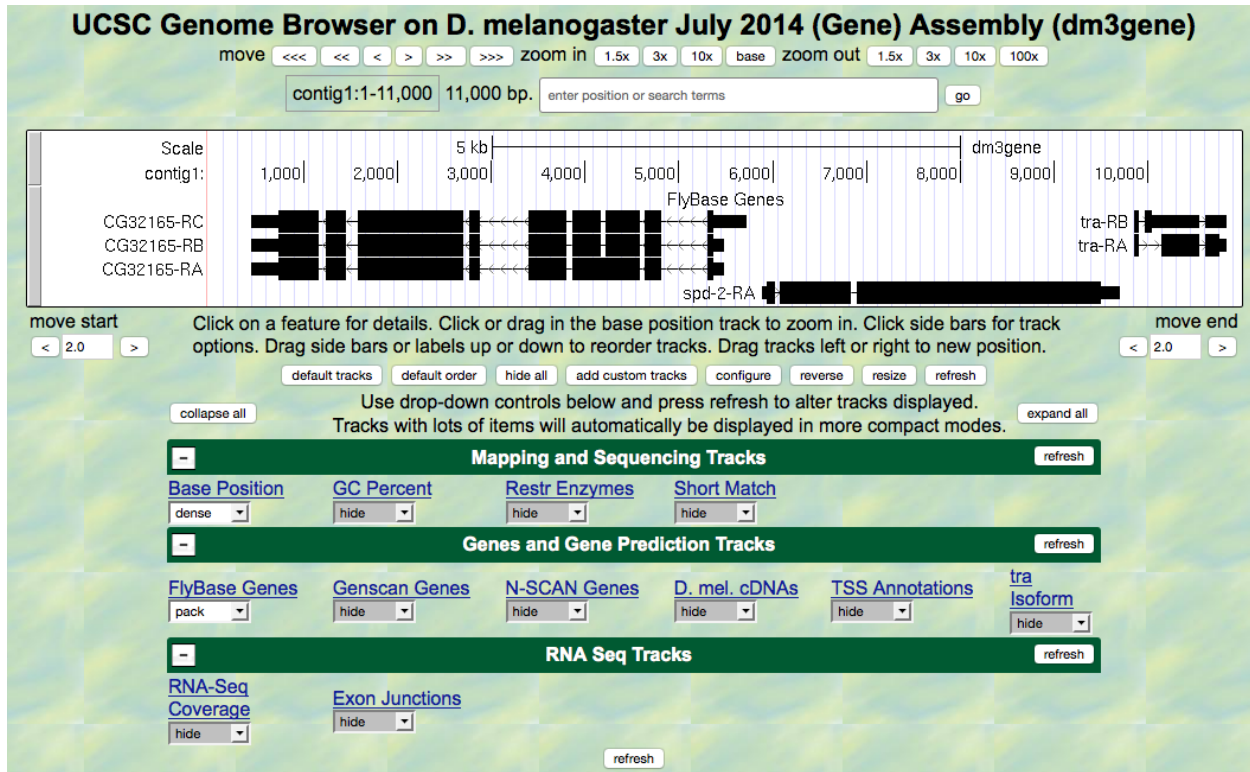 UCSC Genome Browser on D. melanogaster July 2014 (Gene) Assembly (dm3gene)
move <<< << < > >> >>> zoom in 1.5x 3x 10x base zoom out 1.5x 3x 10x 100x
contig1:1-11,000 11,000 bp. enter position or search terms go
Scale 5 kb dm3gene
contig1: 1,000 2,000 3,000 4,000 5,000 6,000 7,000 8,000 9,000 10,000
FlyBase Genes
CG32165-RC tra-RB
CG32165-RB tra-RA
CG32165-RA
spd-2-RA
move start Click on a feature for details. Click or drag in the base position track to zoom in. Click side bars for track move end
< 2.0 > options. Drag side bars or labels up or down to reorder tracks. Drag tracks left or right to new position. < 2.0 >
default tracks default order hide all add custom tracks configure reverse resize refresh
collapse all Use drop-down controls below and press refresh to alter tracks displayed. expand all
Tracks with lots of items will automatically be displayed in more compact modes.
- Mapping and Sequencing Tracks refresh
Base Position GC Percent Restr Enzymes Short Match
dense hide hide hide
- Genes and Gene Prediction Tracks refresh
FlyBase Genes Genscan Genes N-SCAN Genes D. mel. cDNAs TSS Annotations tra Isoform
pack hide hide hide hide hide
- RNA Seq Tracks refresh
RNA-Seq Coverage Exon Junctions
hide hide
refresh